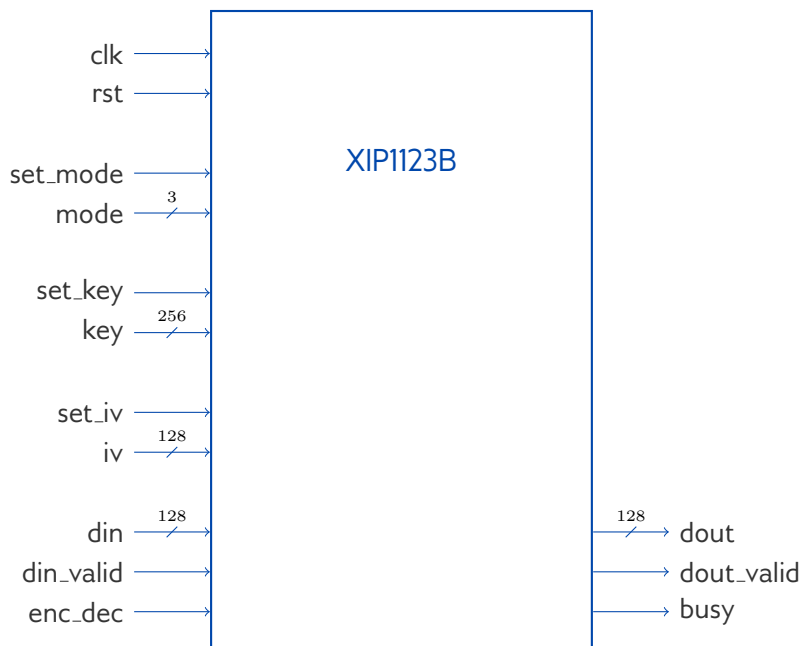 clk
rst
XIP1123B
set_mode
3
mode
set_key
256
key
set_iv
128
iv
128
din
128
dout
din_valid
dout_valid
enc_dec
busy